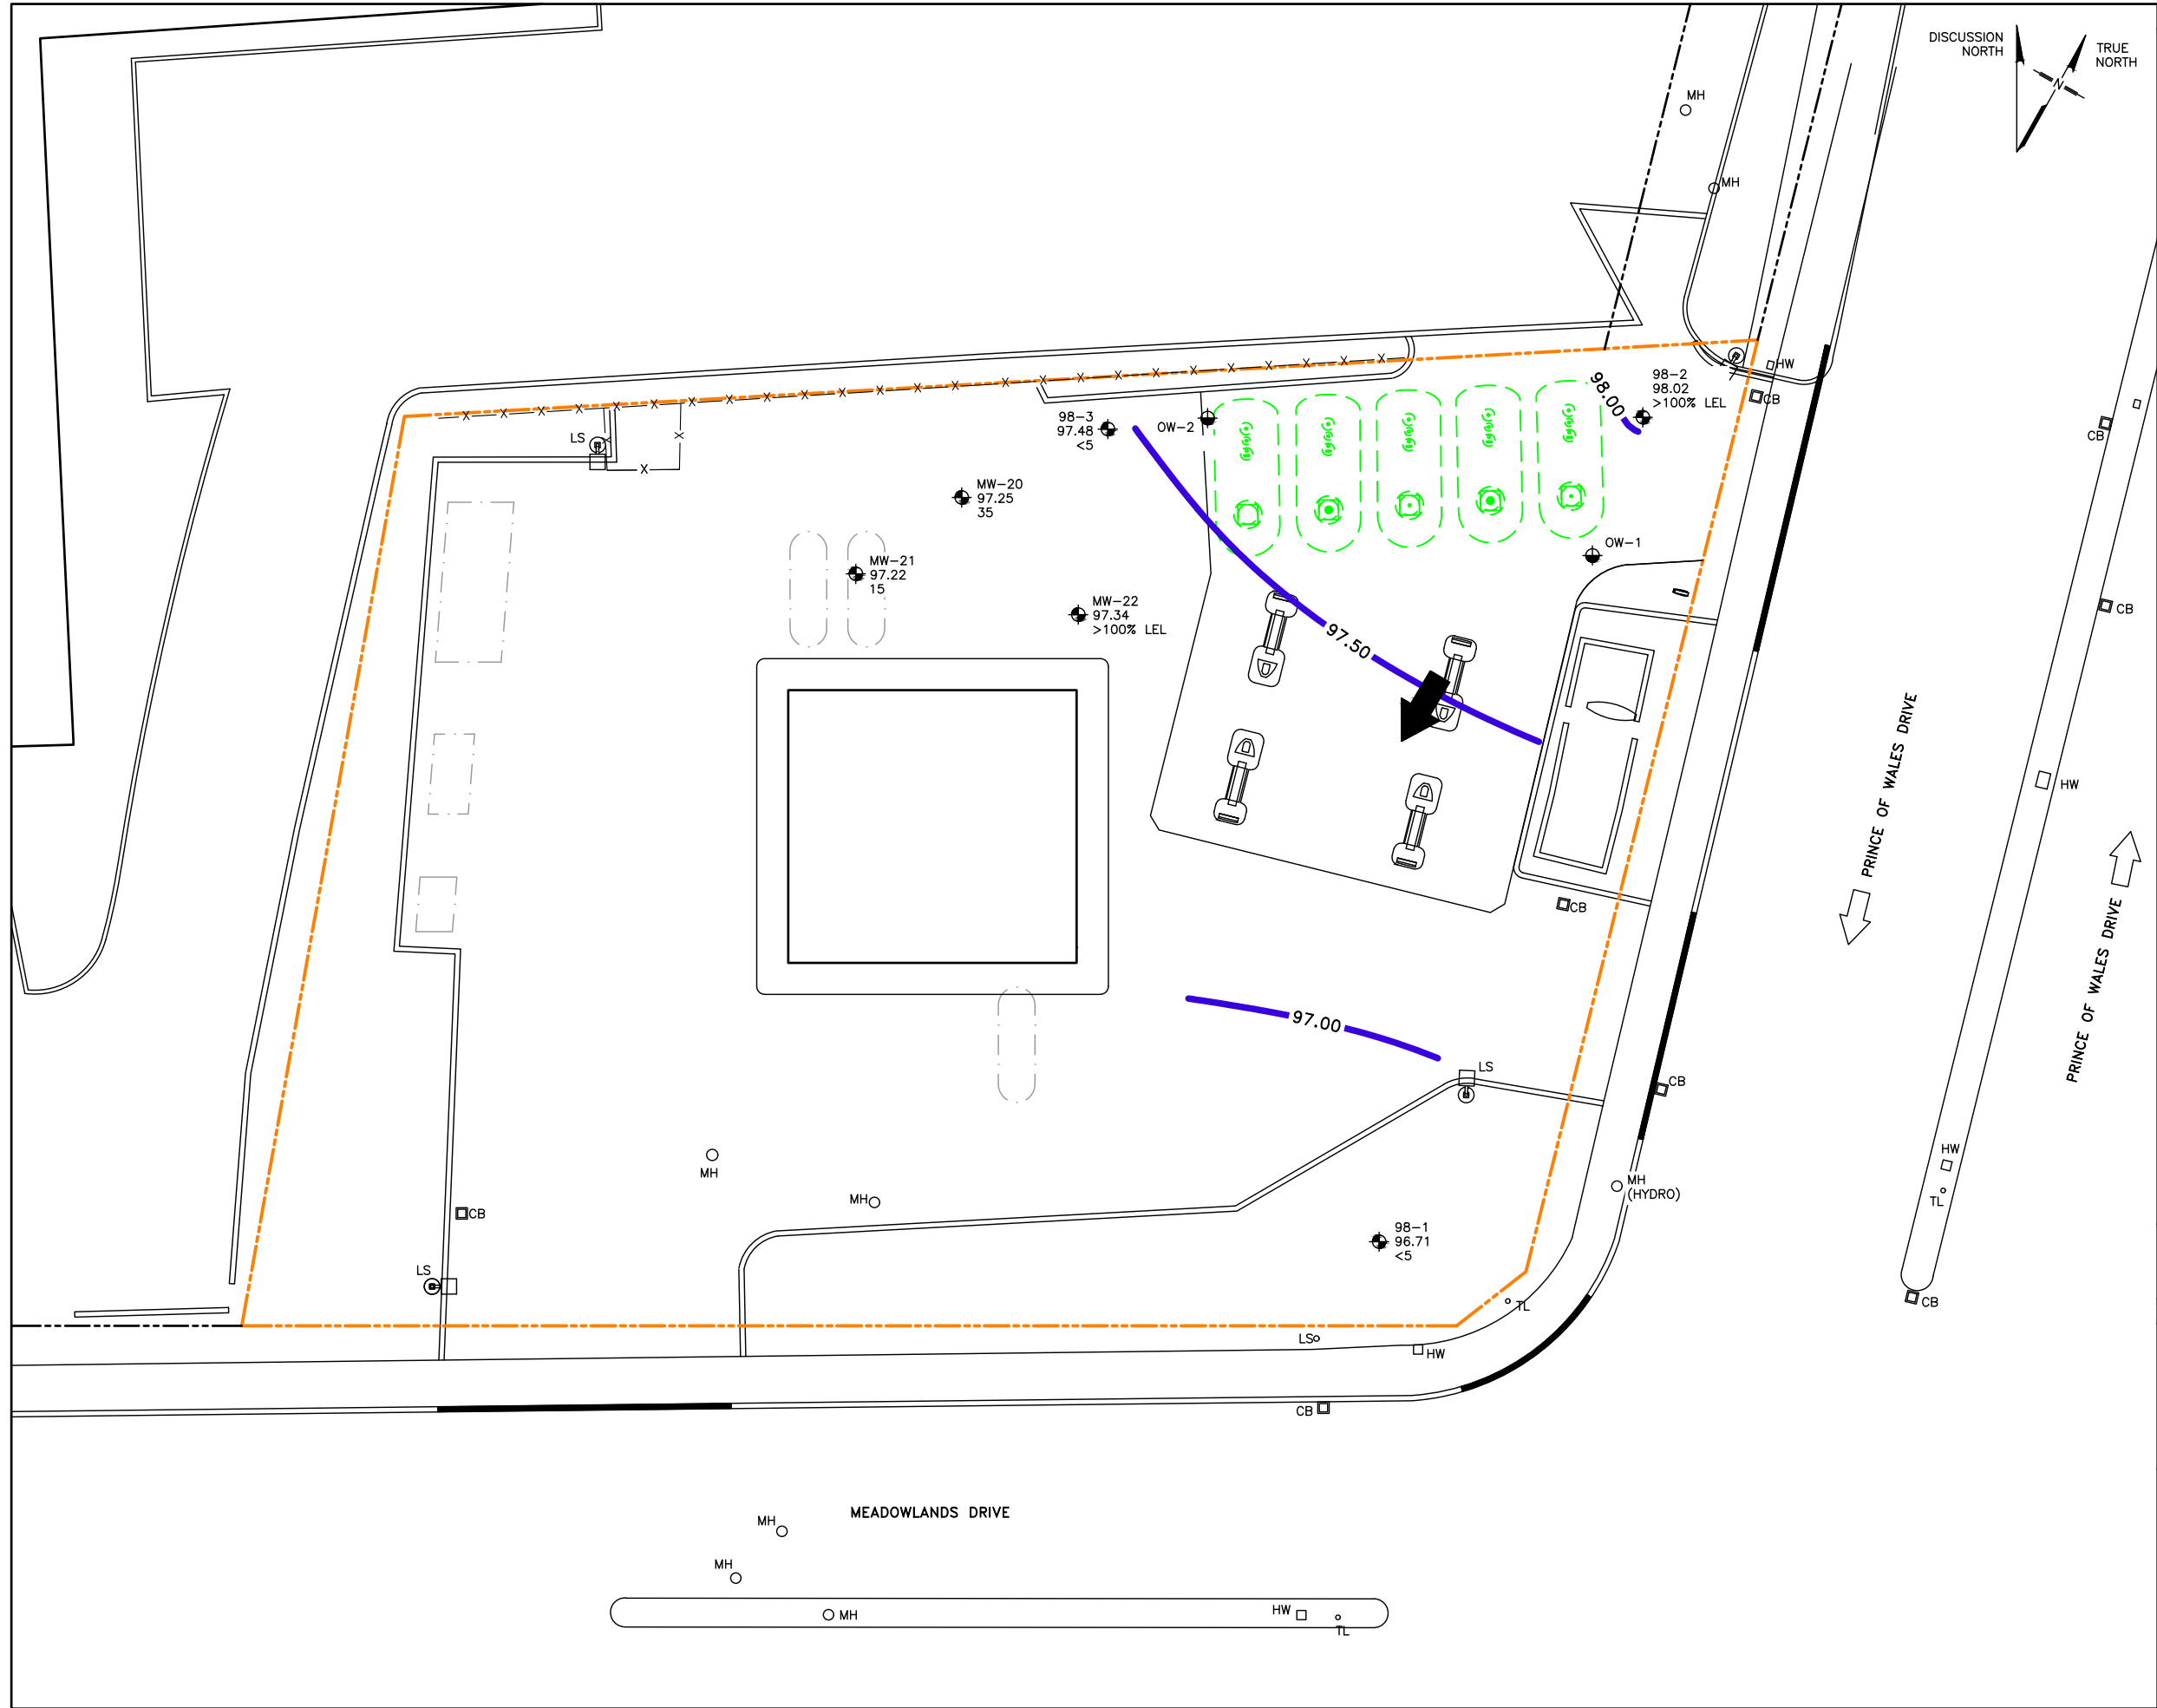 DISCUSSION
NORTH
TRUE
NORTH
N
MH
MH
HW
98-2
98.02
>100% LEL
98.00
CB
CB
LS
98-3
97.48
<5
OW-2
MW-20
97.25
35
OW-1
MW-21
97.22
15
MW-22
97.34
>100% LEL
CB
97.50
PRINCE OF WALES DRIVE
HW
CB
PRINCE OF WALES DRIVE
97.00
LS
CB
MH
MH
HW
TL
MH
(HYDRO)
CB
98-1
96.71
<5
LS
TL
CB
LS
HW
CB
MEADOWLANDS DRIVE
MH
MH
MH
HW
TL
X X X X X X X X X X X X X X X X X X X X X X X X X
X
X
X